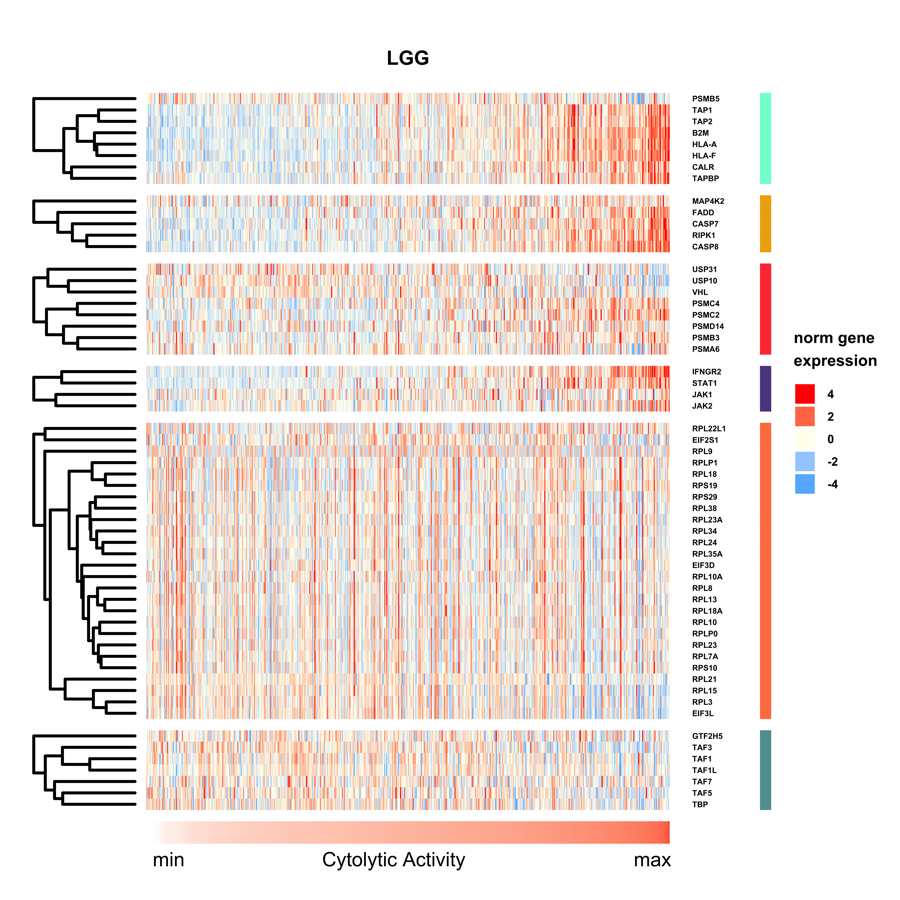 LGG
PSMB5
TAP1
TAP2
B2M
HLA-A
HLA-F
CALR
TAPBP
MAP4K2
FADD
CASP7
RIPK1
CASP8
USP31
USP10
VHL
PSMC4
PSMC2
PSMD14
PSMB3
PSMA6
IFNGR2
STAT1
JAK1
JAK2
RPL22L1
EIF2S1
RPL9
RPLP1
RPL18
RPS19
RPS29
RPL38
RPL23A
RPL34
RPL24
RPL35A
EIF3D
RPL10A
RPL8
RPL13
RPL18A
RPL10
RPLP0
RPL23
RPL7A
RPS10
RPL21
RPL15
RPL3
EIF3L
GTF2H5
TAF3
TAF1
TAF1L
TAF7
TAF5
TBP
norm gene
expression
4
2
0
-2
-4
min Cytolytic Activity max